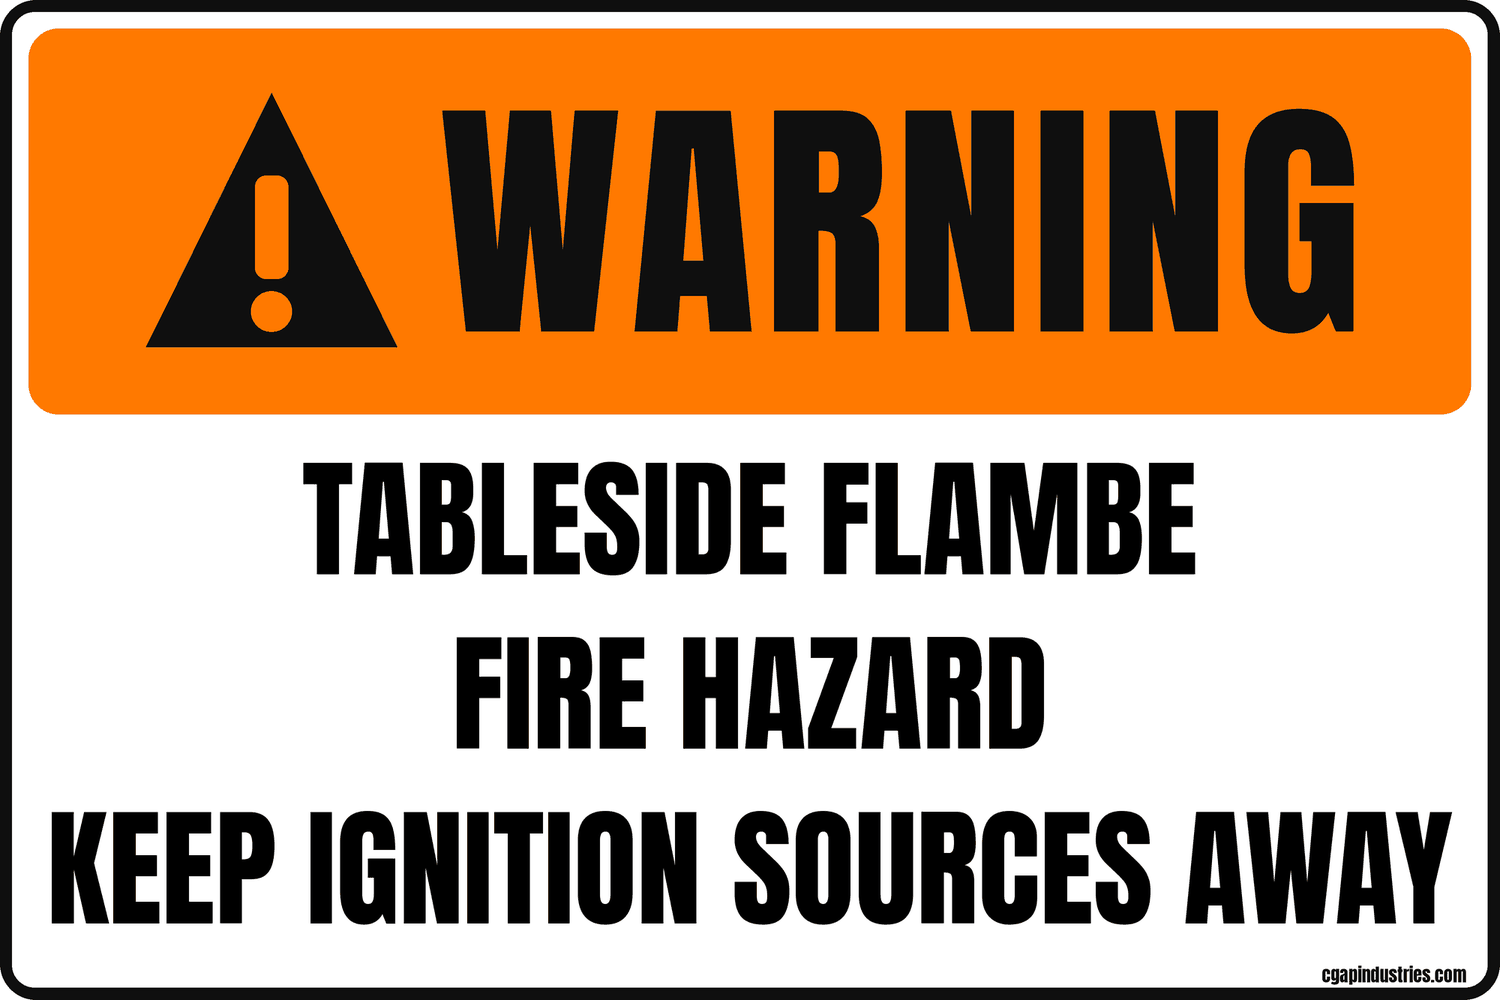 WARNING
TABLESIDE FLAMBE
FIRE HAZARD
KEEP IGNITION SOURCES AWAY
cgapindustries.com